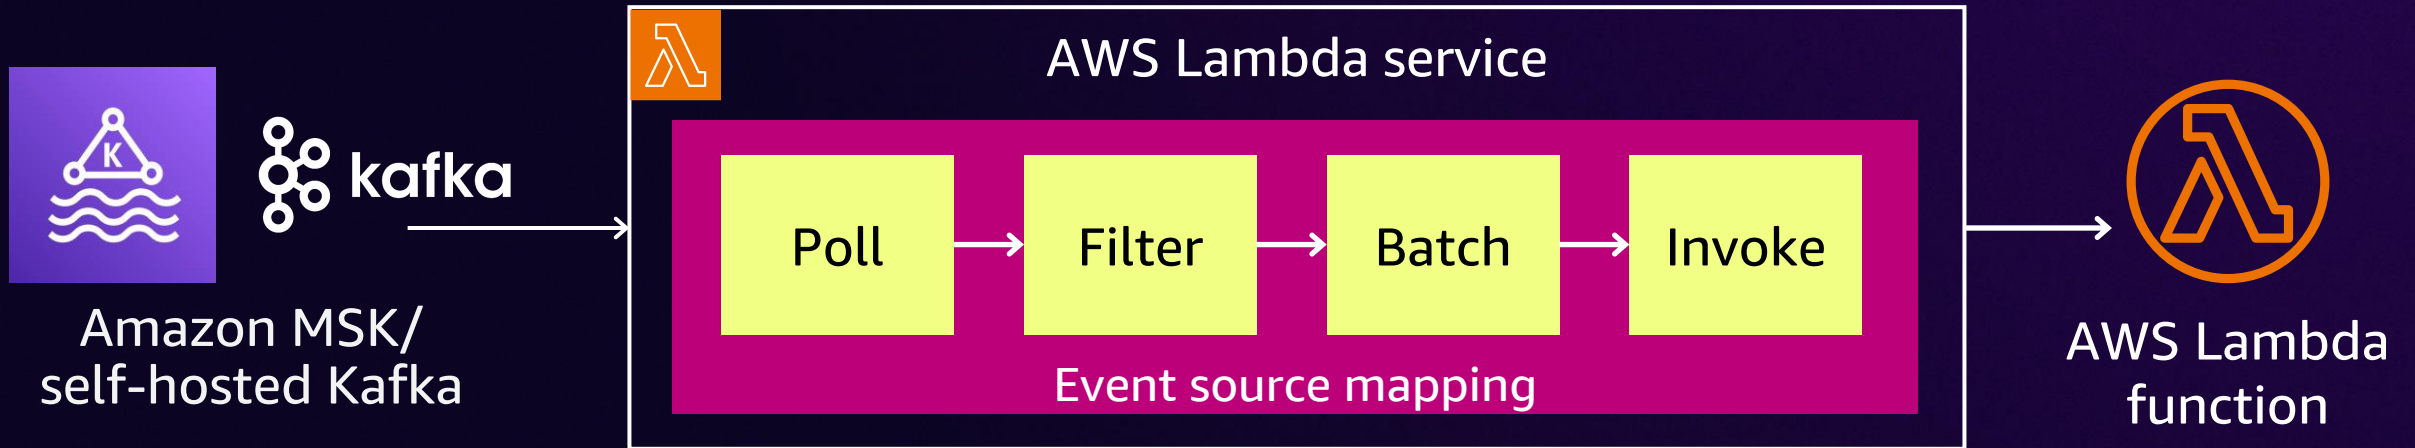 AWS Lambda service
K
kafka
Poll
Filter
Batch
Invoke
Amazon MSK/
self-hosted Kafka
Event source mapping
AWS Lambda
function